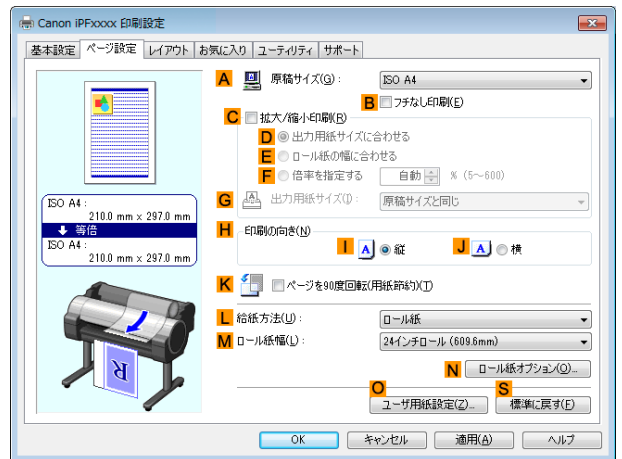 Canon iPFxxxx 印刷設定
基本設定 ページ設定 レイアウト お気に入り ユーティリティ サポート
A 原稿サイズ(G): ISO A4
B フチなし印刷(E)
C 拡大/縮小印刷(R)
D 出力用紙サイズに合わせる
E ロール紙の幅に合わせる
F 倍率を指定する 自動 % (5～600)
G A 出力用紙サイズ(I): 原稿サイズと同じ
ISO A4:
210.0 mm x 297.0 mm
等倍
ISO A4:
210.0 mm x 297.0 mm
H 印刷の向き(N)
I A 縦 J A 横
K ページを90度回転(用紙節約)(T)
L 給紙方法(U): ロール紙
M ロール紙幅(L): 24インチロール (609.6mm)
N ロール紙オプション(O)...
O S
ユーザ用紙設定(Z)... 標準に戻す(F)
R
OK キャンセル 適用(A) ヘルプ